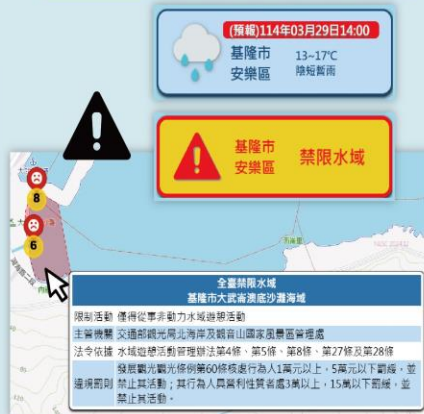 (預報)114年03月29日14:00
基隆市
安樂區
13~17°C
陰短暫雨
基隆市
安樂區
禁限水域
8
6
全臺禁限水域
基隆市大武崙澳底沙灘海域
限制活動 僅得從事非動力水域遊憩活動
主管機關 交通部觀光局北海岸及觀音山國家風景區管理處
法令依據 水域遊憩活動管理辦法第4條、第5條、第8條、第27條及第28條
違規罰則 發展觀光觀光條例第60條核處行為人1萬元以上，5萬元以下罰鍰，並
禁止其活動；其行為人具營利性質者處3萬以上，15萬以下罰鍰，並
禁止其活動。